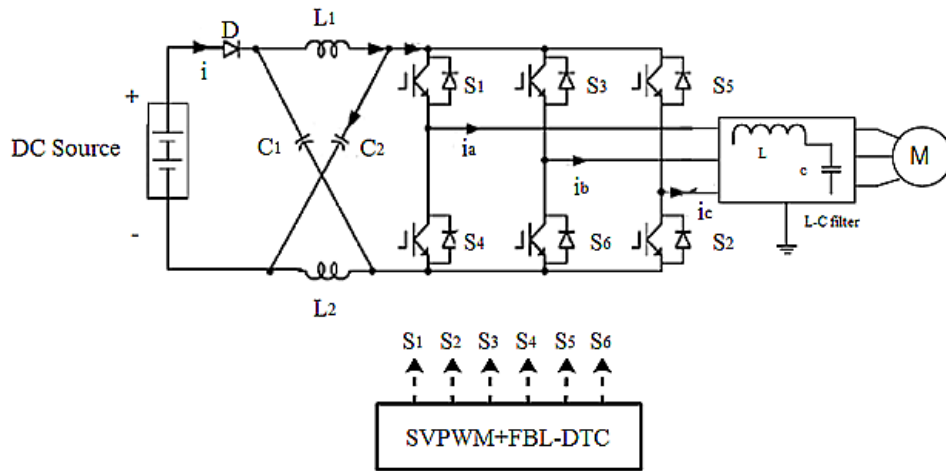 D
L1
i
+
DC Source
-
C1
C2
L2
S1
S3
S5
ia
ib
ic
S4
S6
S2
L
c
L-C filter
M
S1 S2 S3 S4 S5 S6
SVPWM+FBL-DTC